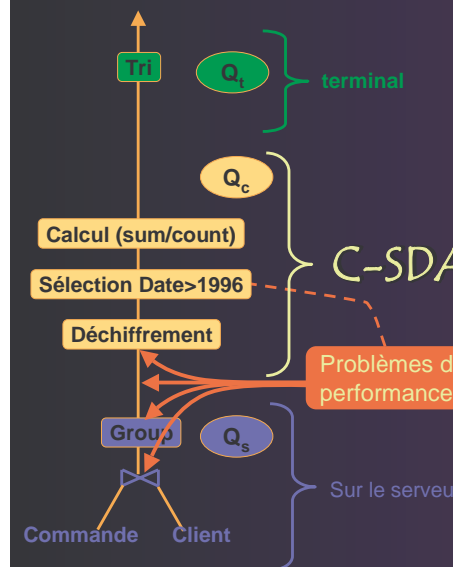 Tri
Qt
terminal
Qc
Calcul (sum/count)
C-SDA
Sélection Date>1996
Déchiffrement
Problèmes d
performance
Group
Qs
Sur le serveu
Commande
Client